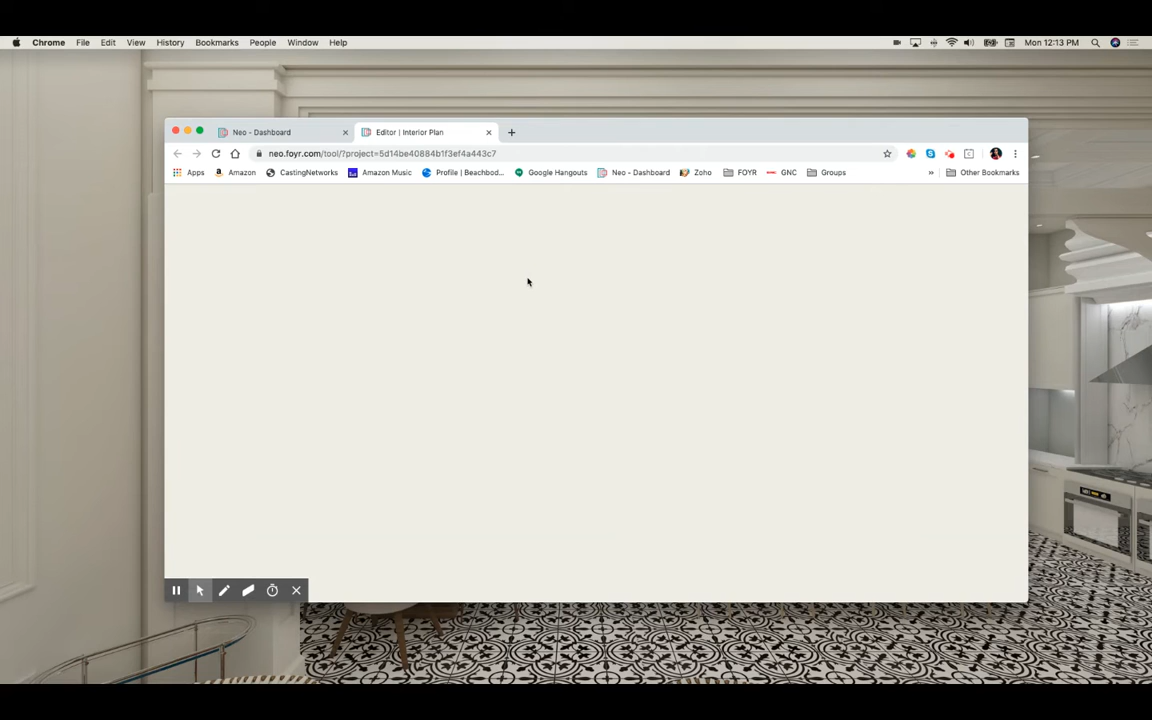 Chrome File Edit View History Bookmarks People Window Help Mon 12:13 PM
Neo - Dashboard Editor | Interior Plan
neo.foyr.com/tool/?project=5d14be40884b1f3ef4a443c7
Apps Amazon CastingNetworks Amazon Music Profile | Beachbod... Google Hangouts Neo - Dashboard Zoho FOYR GNC Groups » Other Bookmarks